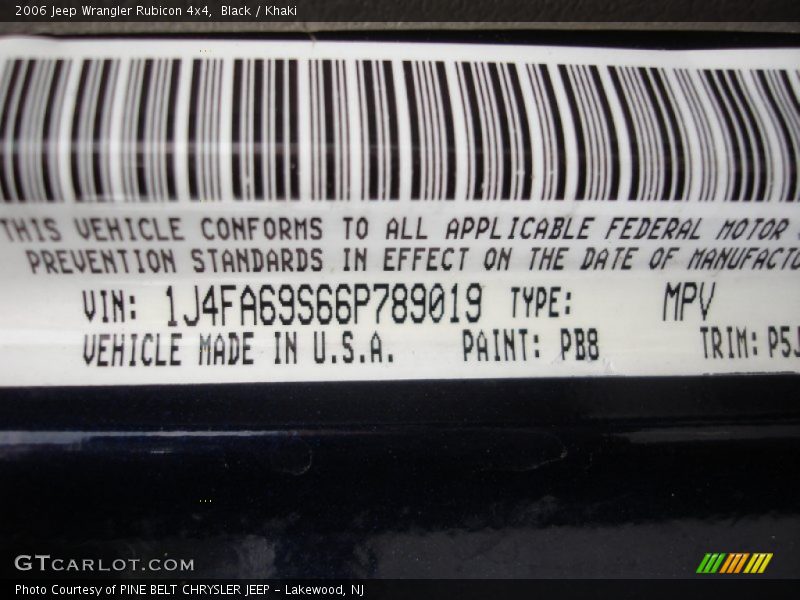 2006 Jeep Wrangler Rubicon 4x4, Black / Khaki
THIS VEHICLE CONFORMS TO ALL APPLICABLE FEDERAL MOTOR
PREVENTION STANDARDS IN EFFECT ON THE DATE OF MANUFACTU
VIN: 1J4FA69S66P789019 TYPE: MPV
VEHICLE MADE IN U.S.A. PAINT: PB8 TRIM: P5J
GTCARLOT.COM
Photo Courtesy of PINE BELT CHRYSLER JEEP - Lakewood, NJ